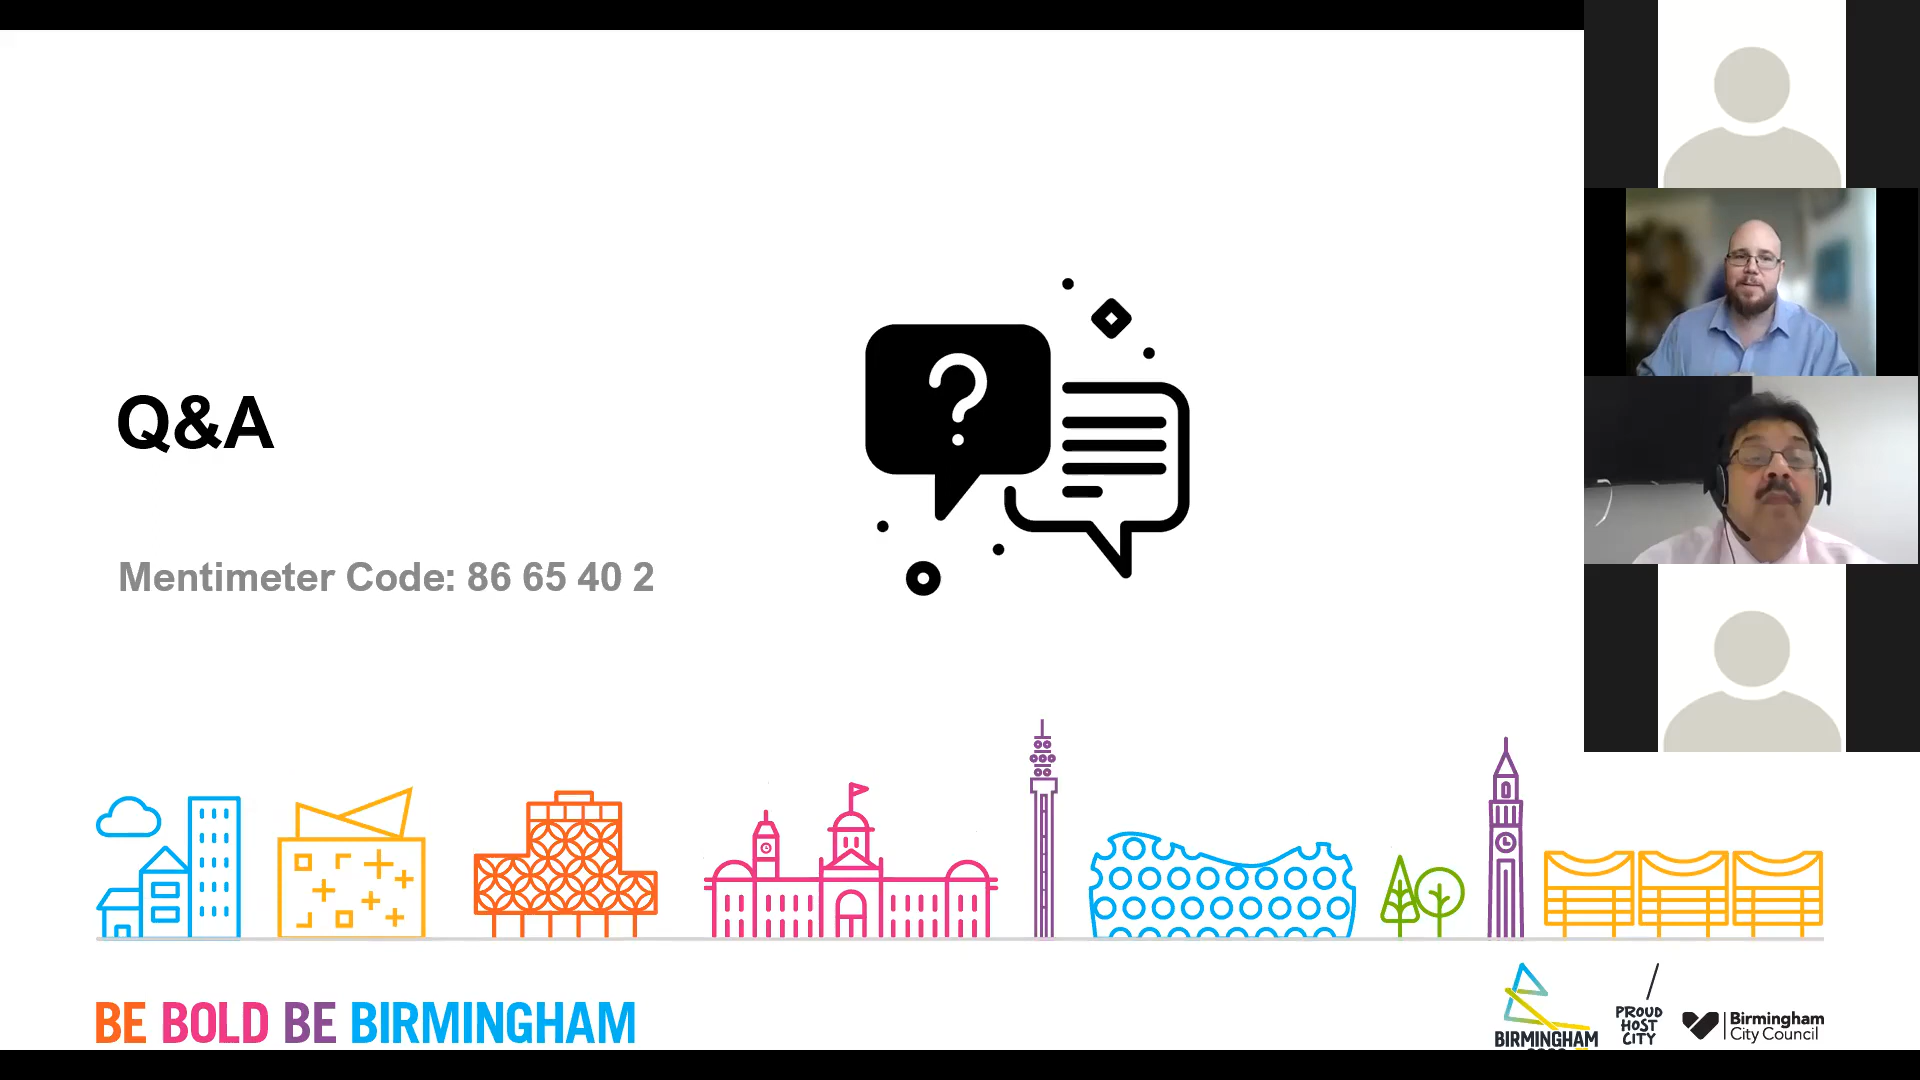 Q&A
Mentimeter Code: 86 65 40 2
BE BOLD BE BIRMINGHAM
BIRMINGHAM
PROUD
HOST
CITY
Birmingham
City Council